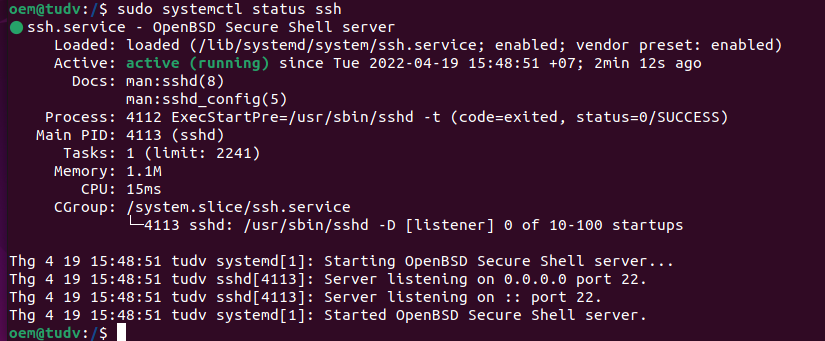 oem@tudv:/$ sudo systemctl status ssh
● ssh.service - OpenBSD Secure Shell server
     Loaded: loaded (/lib/systemd/system/ssh.service; enabled; vendor preset: enabled)
     Active: active (running) since Tue 2022-04-19 15:48:51 +07; 2min 12s ago
       Docs: man:sshd(8)
             man:sshd_config(5)
    Process: 4112 ExecStartPre=/usr/sbin/sshd -t (code=exited, status=0/SUCCESS)
   Main PID: 4113 (sshd)
      Tasks: 1 (limit: 2241)
     Memory: 1.1M
        CPU: 15ms
     CGroup: /system.slice/ssh.service
             └─4113 sshd: /usr/sbin/sshd -D [listener] 0 of 10-100 startups

Thg 4 19 15:48:51 tudv systemd[1]: Starting OpenBSD Secure Shell server...
Thg 4 19 15:48:51 tudv sshd[4113]: Server listening on 0.0.0.0 port 22.
Thg 4 19 15:48:51 tudv sshd[4113]: Server listening on :: port 22.
Thg 4 19 15:48:51 tudv systemd[1]: Started OpenBSD Secure Shell server.
oem@tudv:/$